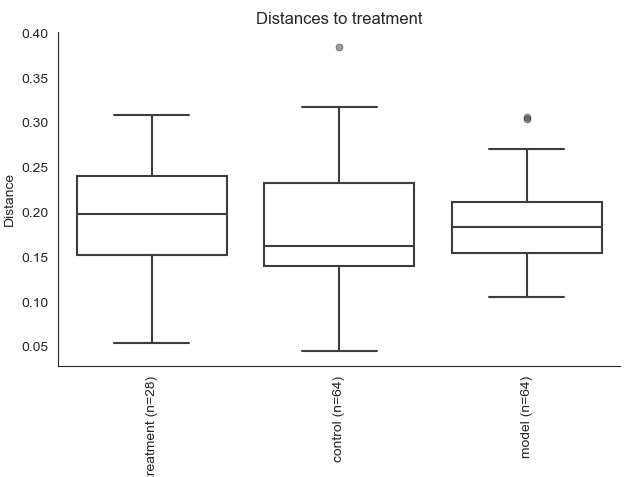 Distances to treatment
0.40
0.35
0.30
0.25
0.20
0.15
0.10
0.05
Distance
treatment (n=28)
control (n=64)
model (n=64)